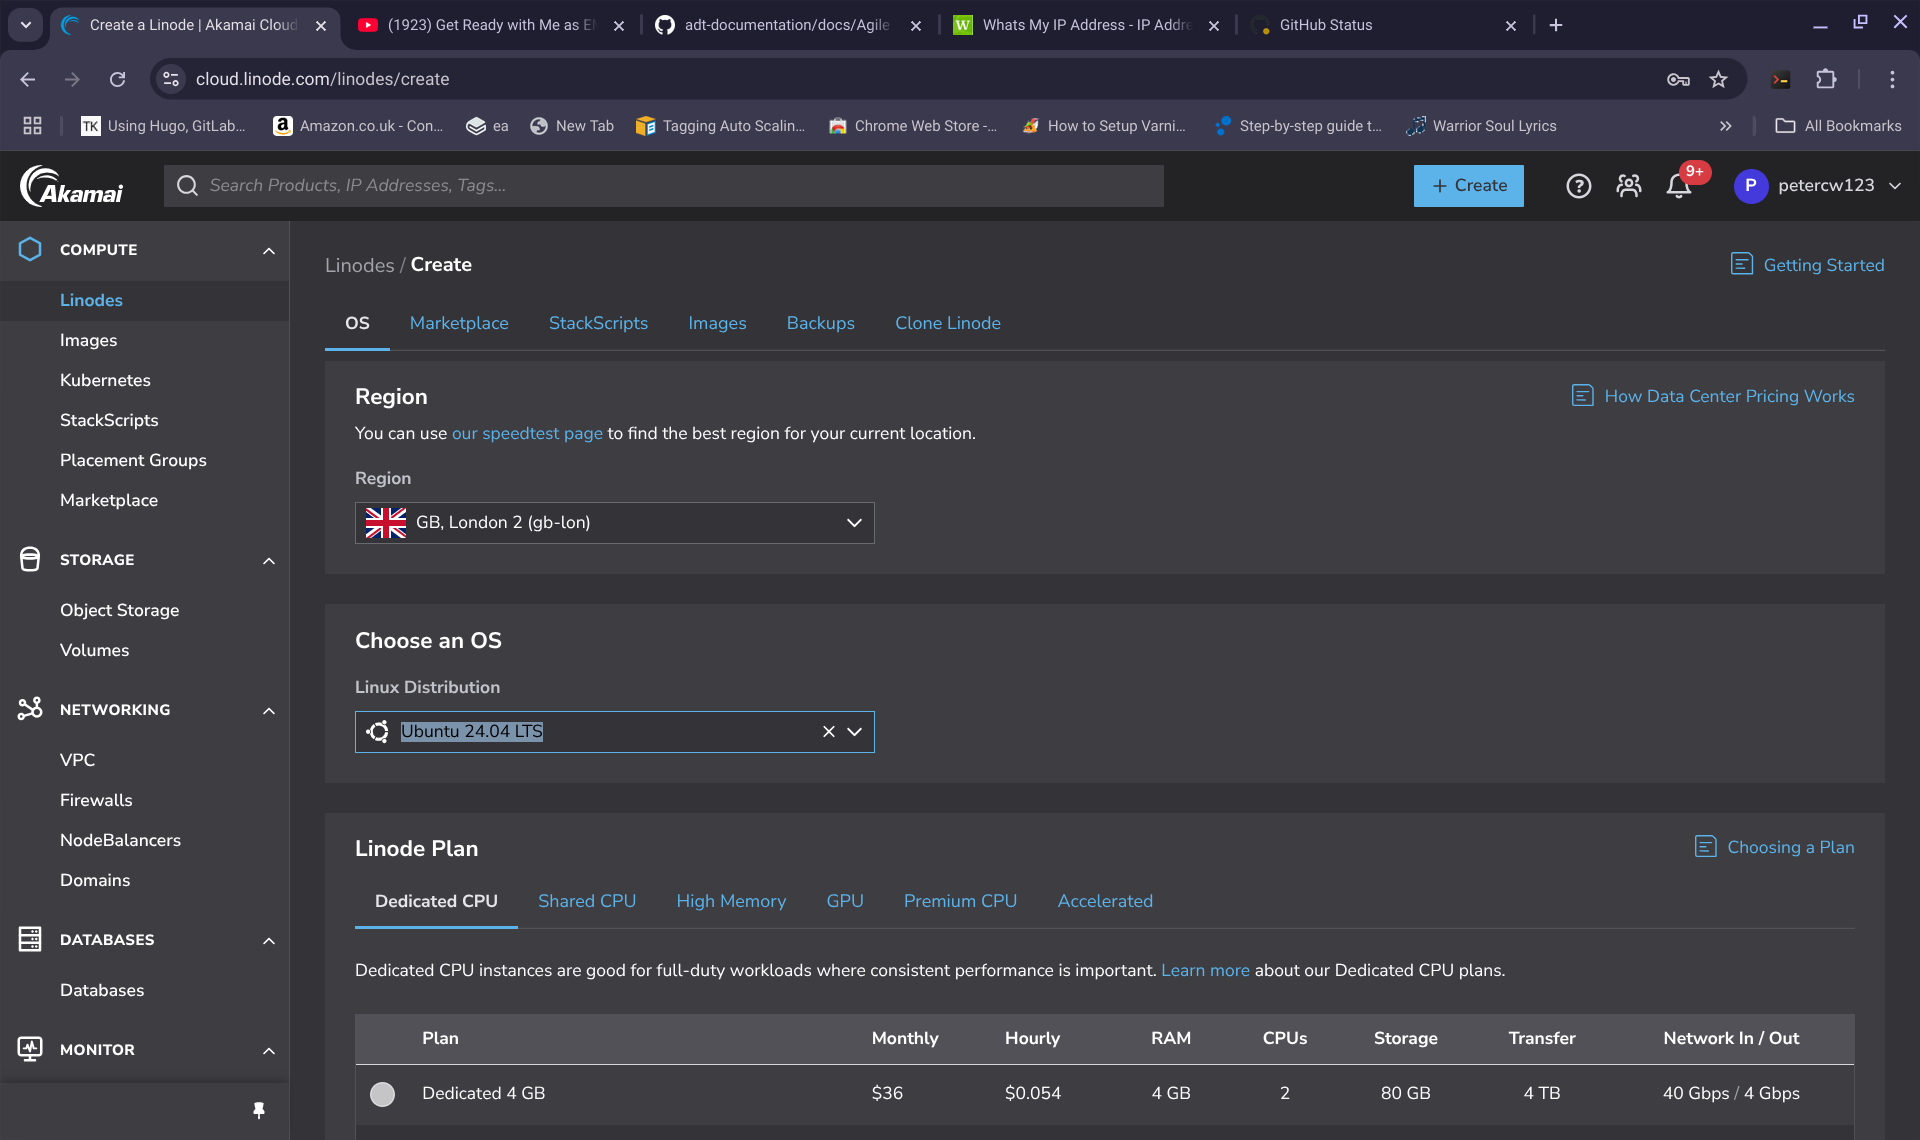 Create a Linode | Akamai Cloud
(1923) Get Ready with Me as
adt-documentation/docs/Agile
Whats My IP Address - IP Addre
GitHub Status
cloud.linode.com/linodes/create
TK Using Hugo, GitLab...
Amazon.co.uk - Con...
ea
New Tab
Tagging Auto Scalin...
Chrome Web Store -...
How to Setup Varni...
Step-by-step guide t...
Warrior Soul Lyrics
All Bookmarks
Akamai
Search Products, IP Addresses, Tags...
+ Create
9+
P
petercw123
COMPUTE
Linodes
Images
Kubernetes
StackScripts
Placement Groups
Marketplace
STORAGE
Object Storage
Volumes
NETWORKING
VPC
Firewalls
NodeBalancers
Domains
DATABASES
Databases
MONITOR
Linodes / Create
Getting Started
OS Marketplace StackScripts Images Backups Clone Linode
Region
How Data Center Pricing Works
You can use our speedtest page to find the best region for your current location.
Region
GB, London 2 (gb-lon)
Choose an OS
Linux Distribution
Ubuntu 24.04 LTS
Linode Plan
Choosing a Plan
Dedicated CPU Shared CPU High Memory GPU Premium CPU Accelerated
Dedicated CPU instances are good for full-duty workloads where consistent performance is important. Learn more about our Dedicated CPU plans.
Plan Monthly Hourly RAM CPUs Storage Transfer Network In / Out
Dedicated 4 GB $36 $0.054 4 GB 2 80 GB 4 TB 40 Gbps / 4 Gbps